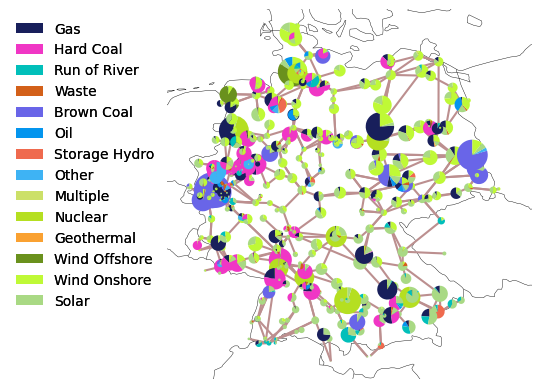 Gas
Hard Coal
Run of River
Waste
Brown Coal
Oil
Storage Hydro
Other
Multiple
Nuclear
Geothermal
Wind Offshore
Wind Onshore
Solar